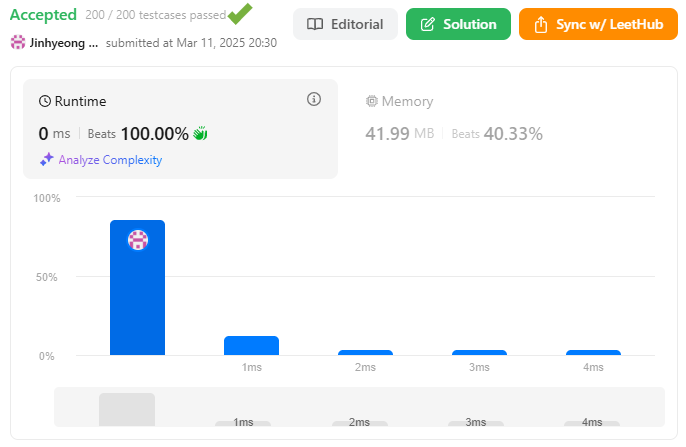 Accepted 200 / 200 testcases passed
Editorial
Solution
Sync w/ LeetHub
Jinhyeong ... submitted at Mar 11, 2025 20:30
Runtime
0 ms Beats 100.00%
Analyze Complexity
Memory
41.99 MB Beats 40.33%
100%
50%
0%
1ms 2ms 3ms 4ms
1ms 2ms 3ms 4ms